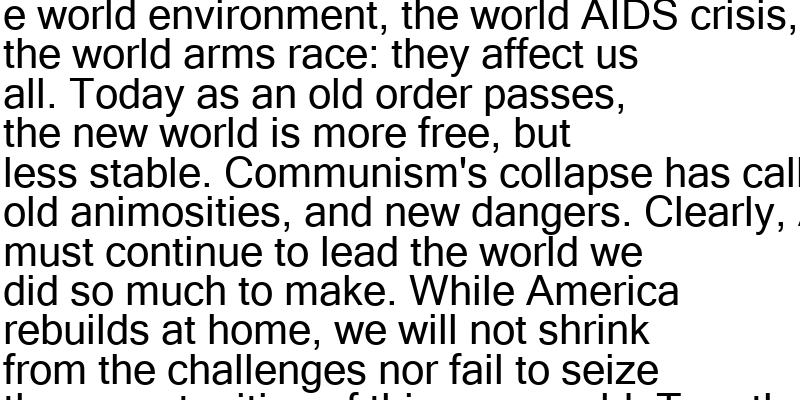 e world environment, the world AIDS crisis,
the world arms race: they affect us
all. Today as an old order passes,
the new world is more free, but
less stable. Communism's collapse has call
old animosities, and new dangers. Clearly,
must continue to lead the world we
did so much to make. While America
rebuilds at home, we will not shrink
from the challenges nor fail to seize